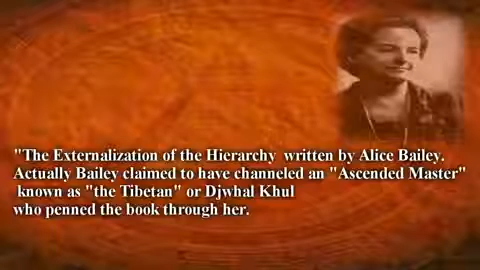 "The Externalization of the Hierarchy written by Alice Bailey.
Actually Bailey claimed to have channeled an "Ascended Master"
known as "the Tibetan" or Djwhal Khul
who penned the book through her.